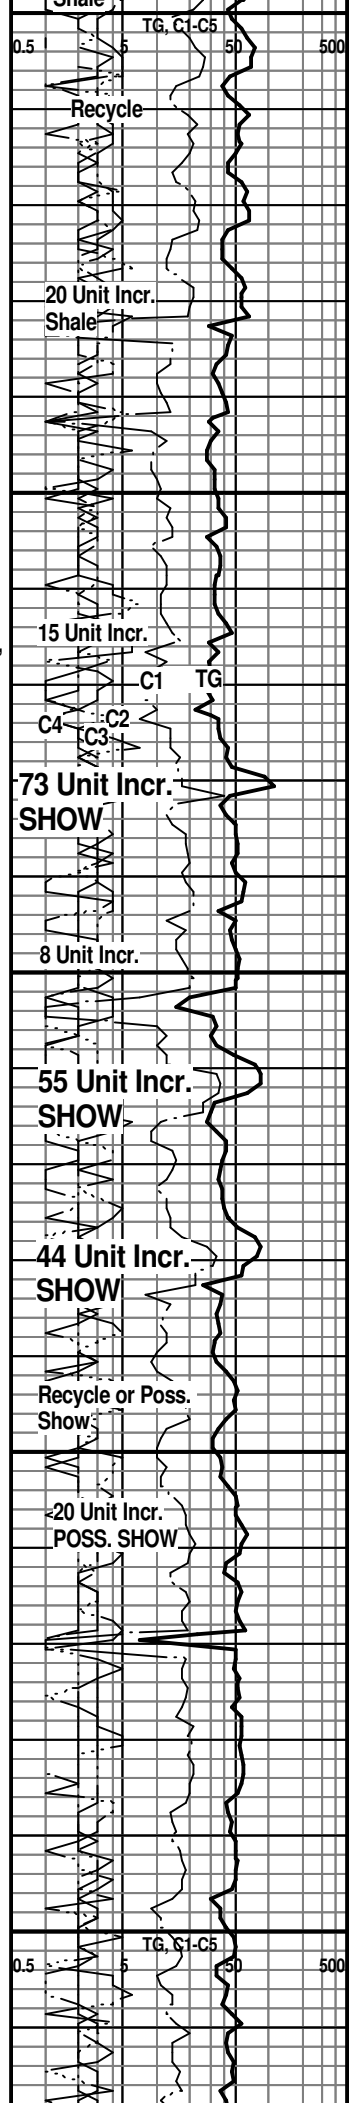 Shale
TG, C1-C5
0.5 5 50 500
Recycle
20 Unit Incr.
Shale
15 Unit Incr.
C1 TG
C4 C2
C3
73 Unit Incr.
SHOW
8 Unit Incr.
55 Unit Incr.
SHOW
44 Unit Incr.
SHOW
Recycle or Poss.
Show
20 Unit Incr.
POSS. SHOW
TG, C1-C5
0.5 5 50 500